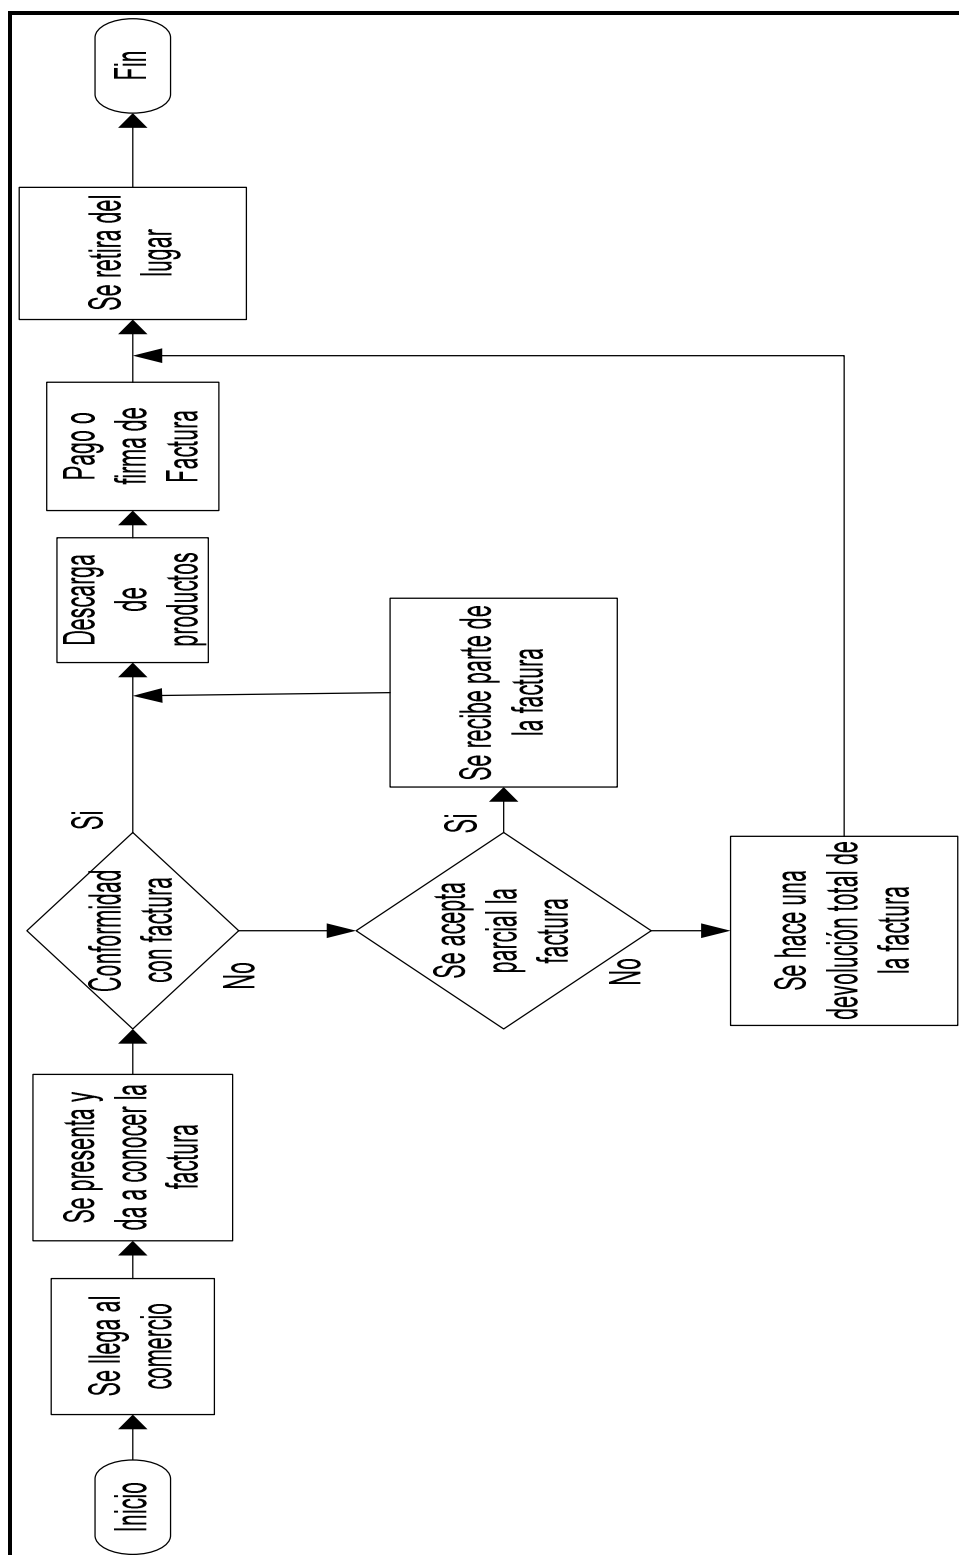 Inicio
Se llega al
comercio
Se presenta y
da a conocer la
factura
Conformidad
con factura
Si
No
Se acepta
parcial la
factura
Si
No
Se recibe parte de
la factura
Se hace una
devolución total de
la factura
Descarga
de
productos
Pago o
firma de
Factura
Se retira del
lugar
Fin